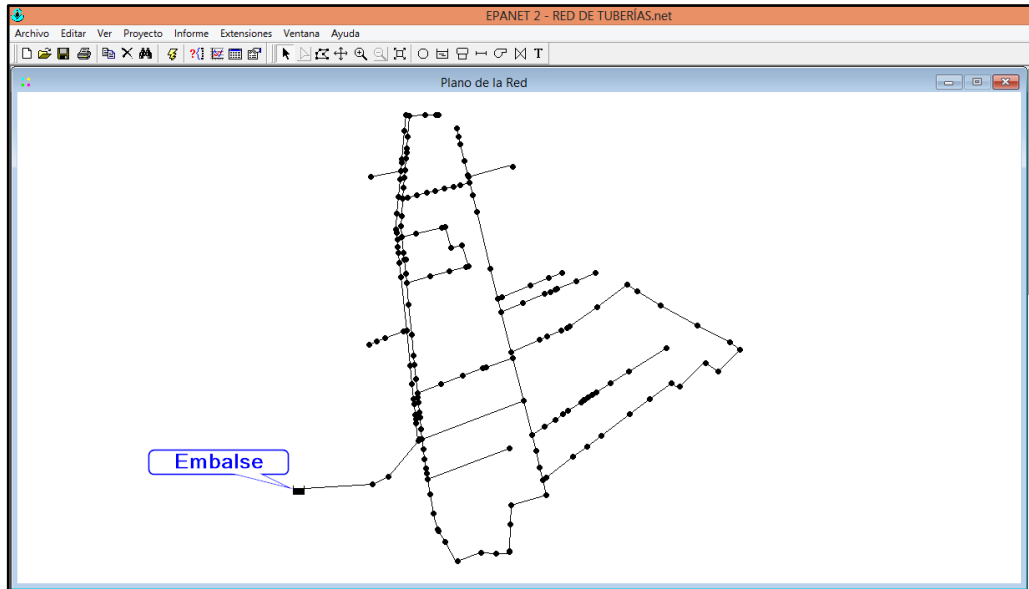 EPANET 2 - RED DE TUBERÍAS.net
Archivo Editar Ver Proyecto Informe Extensiones Ventana Ayuda
T
Plano de la Red
Embalse